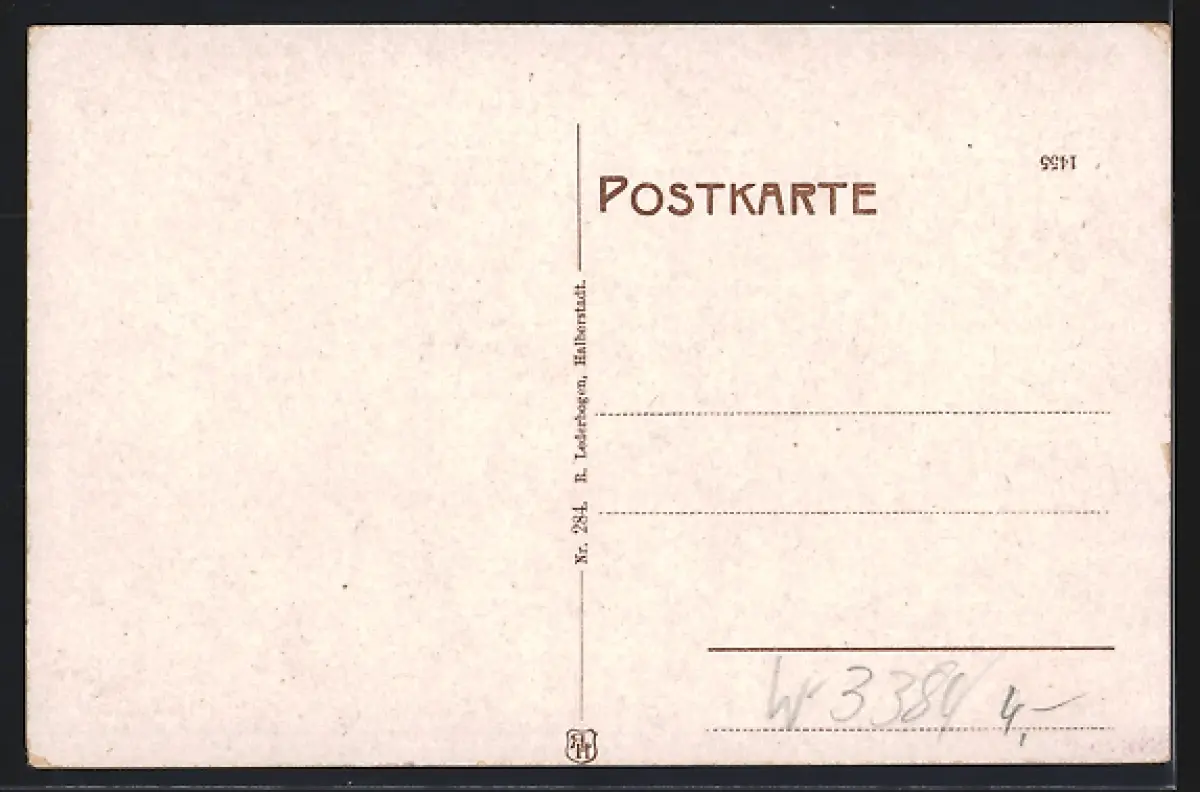 POSTKARTE
1455
Nr. 284. R. Lederbogen, Halberstadt.
W 3384 4,—